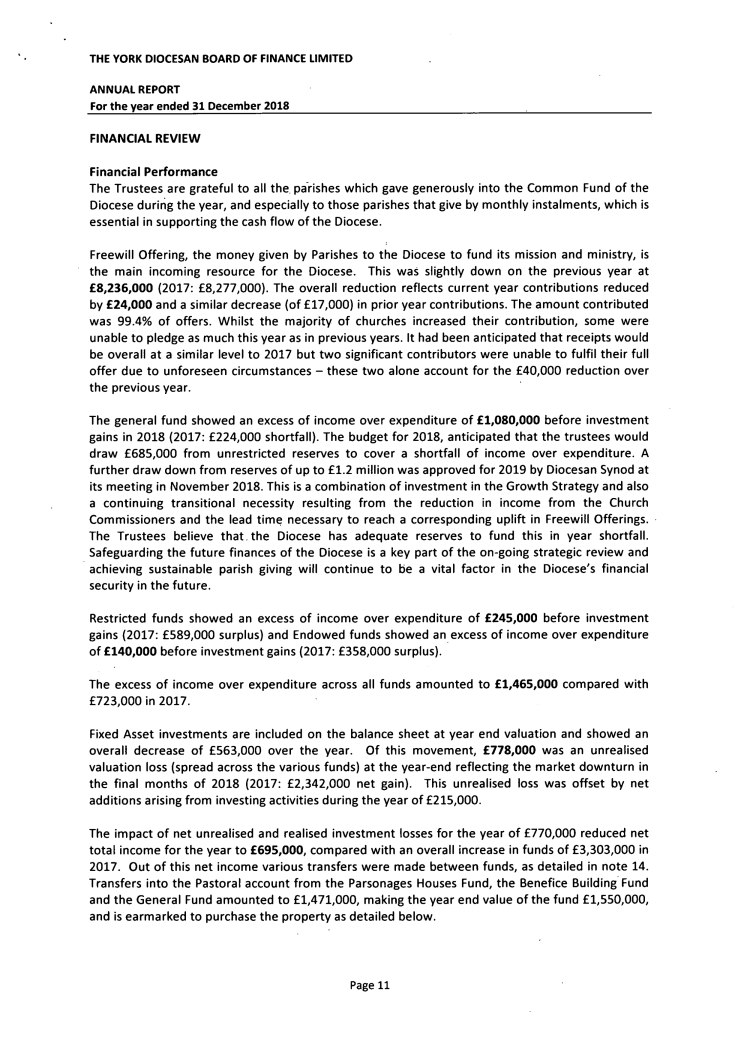 THE YORK DIOCESAN BOARD OF FINANCE LIMITED
ANNUAL REPORT
For the year ended 31 December 2018
FINANCIAL REVIEW
Financial Performance
The Trustees are grateful to all the parishes which gave generously into the Common Fund of the
Diocese during the year, and especially to those parishes that give by monthly instalments, which is
essential in supporting the cash flow of the Diocese.
Freewill Offering, the money given by Parishes to the Diocese to fund its mission and ministry, is
the main incoming resource for the Diocese. This was slightly down on the previous year at
£8,236,000 (2017: £8,277,000). The overall reduction reflects current year contributions reduced
by £24,000 and a similar decrease (of £17,000) in prior year contributions. The amount contributed
was 99.4% of offers. Whilst the majority of churches increased their contribution, some were
unable to pledge as much this year as in previous years. It had been anticipated that receipts would
be overall at a similar level to 2017 but two significant contributors were unable to fulfil their full
offer due to unforeseen circumstances – these two alone account for the £40,000 reduction over
the previous year.
The general fund showed an excess of income over expenditure of £1,080,000 before investment
gains in 2018 (2017: £224,000 shortfall). The budget for 2018, anticipated that the trustees would
draw £685,000 from unrestricted reserves to cover a shortfall of income over expenditure. A
further draw down from reserves of up to £1.2 million was approved for 2019 by Diocesan Synod at
its meeting in November 2018. This is a combination of investment in the Growth Strategy and also
a continuing transitional necessity resulting from the reduction in income from the Church
Commissioners and the lead time necessary to reach a corresponding uplift in Freewill Offerings.
The Trustees believe that the Diocese has adequate reserves to fund this in year shortfall.
Safeguarding the future finances of the Diocese is a key part of the on-going strategic review and
achieving sustainable parish giving will continue to be a vital factor in the Diocese's financial
security in the future.
Restricted funds showed an excess of income over expenditure of £245,000 before investment
gains (2017: £589,000 surplus) and Endowed funds showed an excess of income over expenditure
of £140,000 before investment gains (2017: £358,000 surplus).
The excess of income over expenditure across all funds amounted to £1,465,000 compared with
£723,000 in 2017.
Fixed Asset investments are included on the balance sheet at year end valuation and showed an
overall decrease of £563,000 over the year. Of this movement, £778,000 was an unrealised
valuation loss (spread across the various funds) at the year-end reflecting the market downturn in
the final months of 2018 (2017: £2,342,000 net gain). This unrealised loss was offset by net
additions arising from investing activities during the year of £215,000.
The impact of net unrealised and realised investment losses for the year of £770,000 reduced net
total income for the year to £695,000, compared with an overall increase in funds of £3,303,000 in
2017. Out of this net income various transfers were made between funds, as detailed in note 14.
Transfers into the Pastoral account from the Parsonages Houses Fund, the Benefice Building Fund
and the General Fund amounted to £1,471,000, making the year end value of the fund £1,550,000,
and is earmarked to purchase the property as detailed below.
Page 11